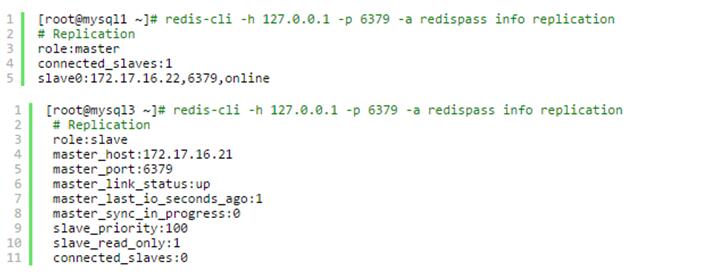 1 [root@mysql1 ~]# redis-cli -h 127.0.0.1 -p 6379 -a redispass info replication
2 # Replication
3 role:master
4 connected_slaves:1
5 slave0:172.17.16.22,6379,online
1 [root@mysql3 ~]# redis-cli -h 127.0.0.1 -p 6379 -a redispass info replication
2 # Replication
3 role:slave
4 master_host:172.17.16.21
5 master_port:6379
6 master_link_status:up
7 master_last_io_seconds_ago:1
8 master_sync_in_progress:0
9 slave_priority:100
10 slave_read_only:1
11 connected_slaves:0